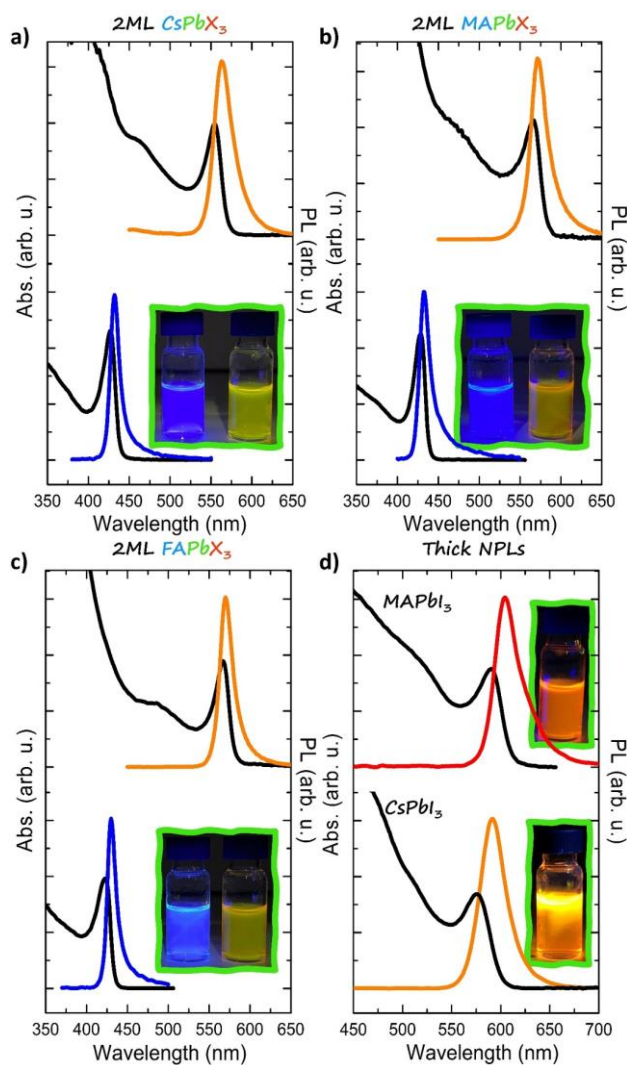 a) 2ML CsPbX₃
Abs. (arb. u.)
PL (arb. u.)
350 400 450 500 550 600 650
Wavelength (nm)
b) 2ML MAPbX₃
Abs. (arb. u.)
PL (arb. u.)
350 400 450 500 550 600 650
Wavelength (nm)
c) 2ML FAPbX₃
Abs. (arb. u.)
PL (arb. u.)
350 400 450 500 550 600 650
Wavelength (nm)
d) Thick NPLs
MAPbI₃
CsPbI₃
Abs. (arb. u.)
PL (arb. u.)
450 500 550 600 650 700
Wavelength (nm)